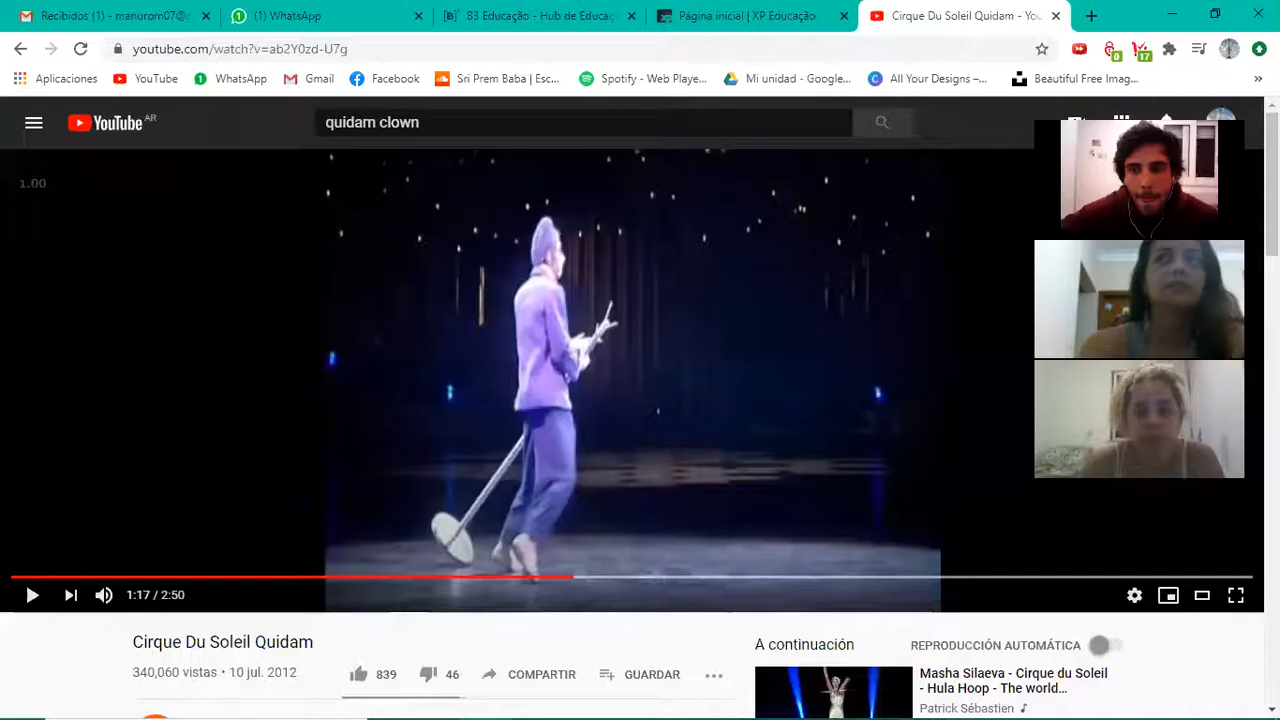 Recibidos (1) - manurom07@g
(1) WhatsApp
[B]³ B3 Educação - Hub de Educaç
Página inicial | XP Educação
Cirque Du Soleil Quidam - You
youtube.com/watch?v=ab2Y0zd-U7g
0
17
Aplicaciones
YouTube
1
WhatsApp
Gmail
Facebook
Sri Prem Baba | Esc...
Spotify - Web Playe...
Mi unidad - Google...
C All Your Designs –...
Beautiful Free Imag...
»
YouTube AR
quidam clown
1.00
1:17 / 2:50
Cirque Du Soleil Quidam
340,060 vistas • 10 jul. 2012
839
46
COMPARTIR
GUARDAR
A continuación
REPRODUCCIÓN AUTOMÁTICA
Masha Silaeva - Cirque du Soleil
- Hula Hoop - The world...
Patrick Sébastien